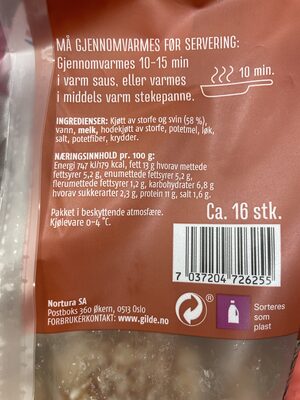 MÅ GJENNOMVARMES FØR SERVERING:
Gjennomvarmes 10-15 min
i varm saus, eller varmes
i middels varm stekepanne.
10 min.
INGREDIENSER: Kjøtt av storfe og svin (58 %),
vann, melk, hodekjøtt av storfe, potetmel, løk,
salt, potetfiber, krydder.
NÆRINGSINNHOLD pr. 100 g:
Energi 747 kJ/179 kcal, fett 13 g hvorav mettede
fettsyrer 5,2 g, enumettede fettsyrer 5,2 g,
flerumettede fettsyrer 1,2 g, karbohydrater 6,8 g
hvorav sukkerarter 2,3 g, protein 11 g, salt 1,6 g.
Pakket i beskyttende atmosfære.
Kjølevare 0-4 °C.
Ca. 16 stk.
7 037204 726255
Nortura SA
Postboks 360 Økern, 0513 Oslo
FORBRUKERKONTAKT: www.gilde.no
®
Sorteres
som
plast